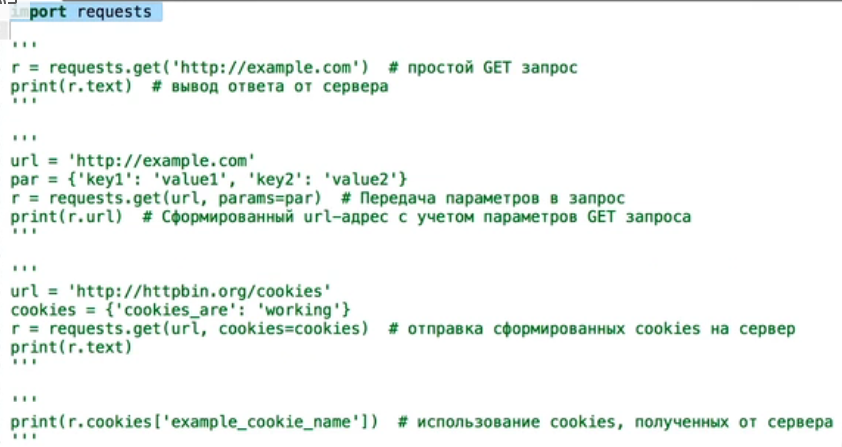 import requests
'''
r = requests.get('http://example.com')  # простой GET запрос
print(r.text)  # вывод ответа от сервера
'''
'''
url = 'http://example.com'
par = {'key1': 'value1', 'key2': 'value2'}
r = requests.get(url, params=par)  # Передача параметров в запрос
print(r.url)  # Сформированный url-адрес с учетом параметров GET запроса
'''
'''
url = 'http://httpbin.org/cookies'
cookies = {'cookies_are': 'working'}
r = requests.get(url, cookies=cookies)  # отправка сформированных cookies на сервер
print(r.text)
'''
'''
print(r.cookies['example_cookie_name'])  # использование cookies, полученных от сервера
'''